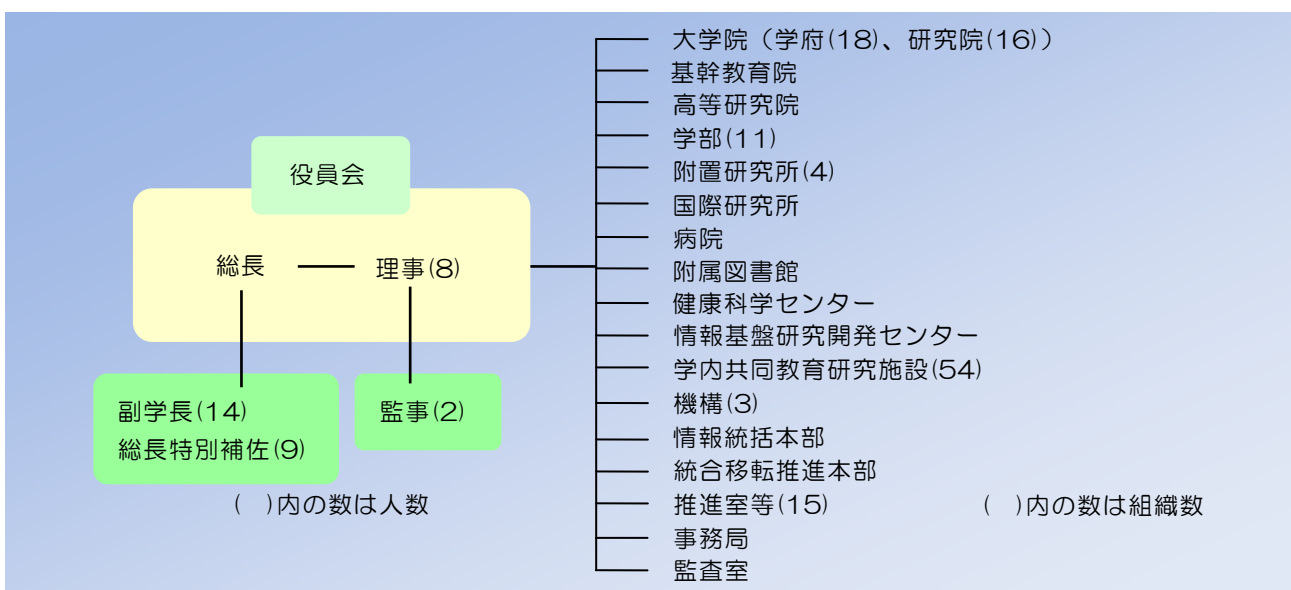 役員会
総長
理事(8)
副学長(14)
総長特別補佐(9)
監事(2)
( )内の数は人数
大学院（学府(18)、研究院(16)）
基幹教育院
高等研究院
学部(11)
附置研究所(4)
国際研究所
病院
附属図書館
健康科学センター
情報基盤研究開発センター
学内共同教育研究施設(54)
機構(3)
情報統括本部
統合移転推進本部
推進室等(15)
( )内の数は組織数
事務局
監査室